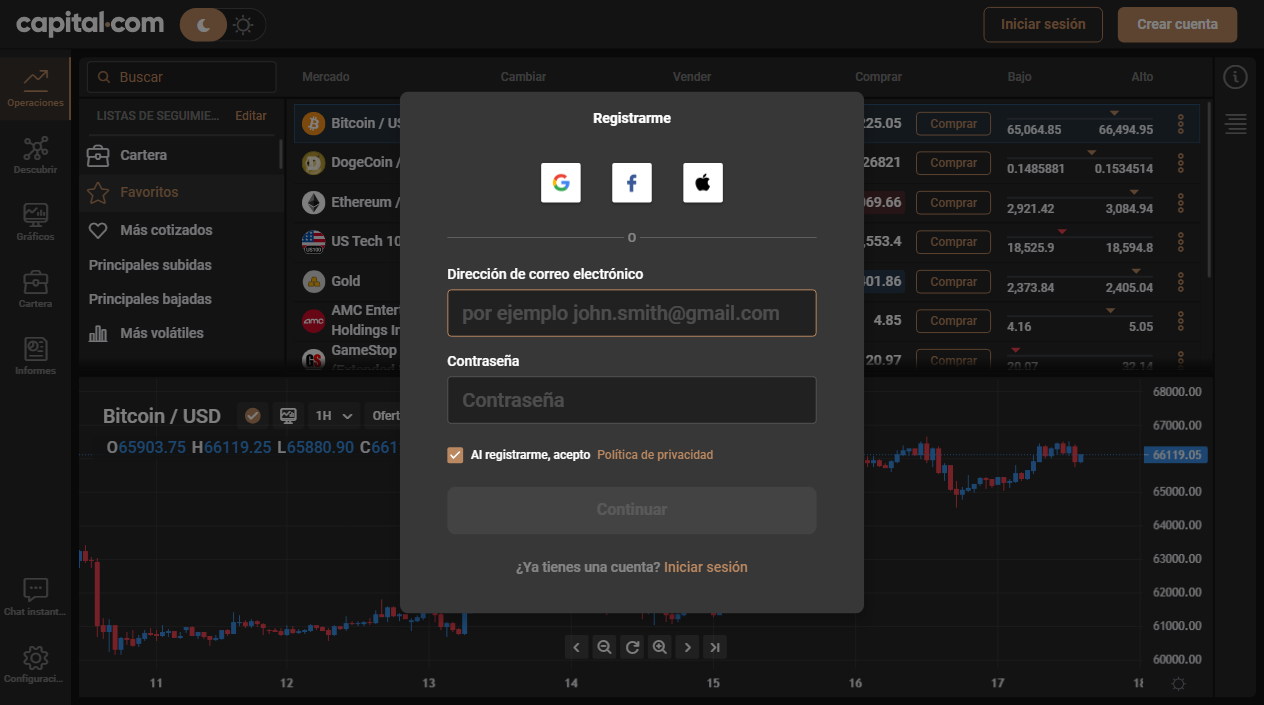 capital.com
Iniciar sesión
Crear cuenta
Buscar
Mercado
Cambiar
Vender
Comprar
Bajo
Alto
Operaciones
LISTAS DE SEGUIMIE...
Editar
Descubrir
Cartera
Favoritos
Gráficos
Más cotizados
Principales subidas
Cartera
Principales bajadas
Más volátiles
Informes
Bitcoin / US
225.05
Comprar
65,064.85
66,494.95
DogeCoin /
26821
Comprar
0.1485881
0.1534514
Ethereum /
069.66
Comprar
2,921.42
3,084.94
US Tech 10
,553.4
Comprar
18,525.9
18,594.8
Gold
401.86
Comprar
2,373.84
2,405.04
AMC Enter
Holdings In
4.85
Comprar
4.16
5.05
GameStop
(Extended
20.97
Comprar
20.07
32.14
Registrarme
O
Dirección de correo electrónico
por ejemplo john.smith@gmail.com
Contraseña
Contraseña
Al registrarme, acepto Política de privacidad
Continuar
¿Ya tienes una cuenta? Iniciar sesión
Bitcoin / USD
1H
Ofert
O65903.75 H66119.25 L65880.90 C661
68000.00
67000.00
66119.05
65000.00
64000.00
63000.00
62000.00
61000.00
60000.00
11
12
13
14
15
16
17
18
Chat instant...
Configuraci...